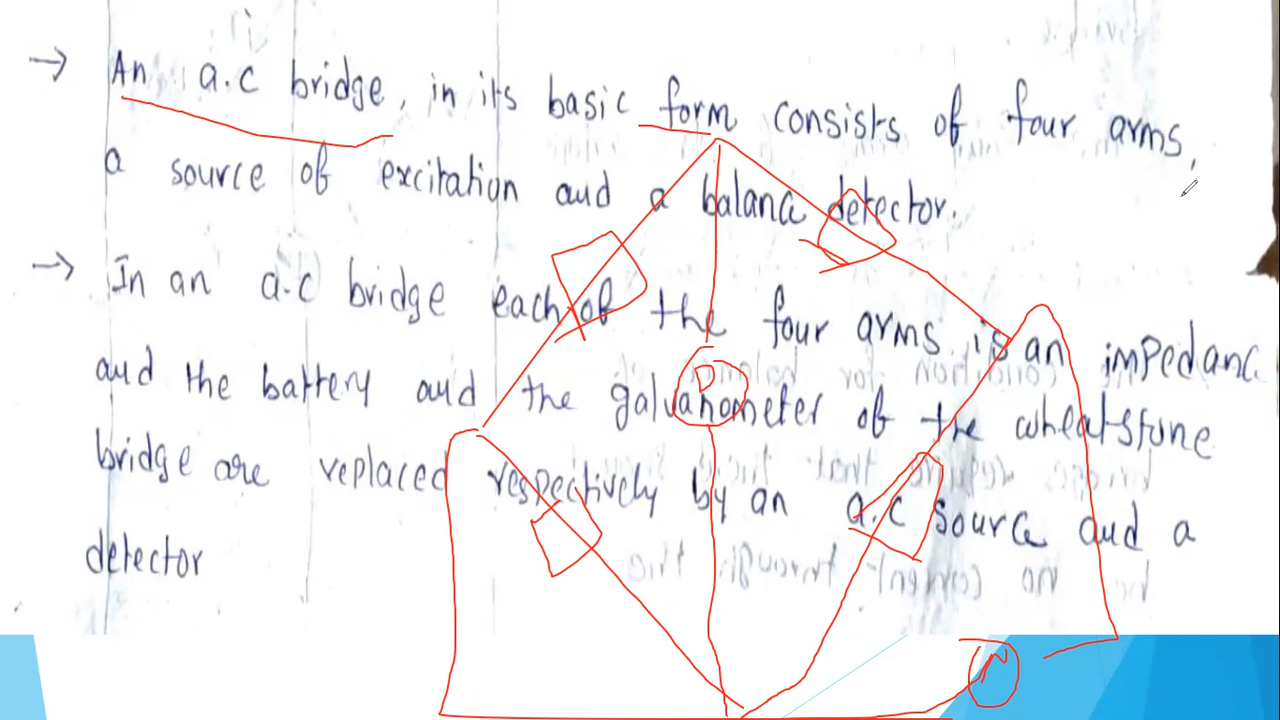 → An a.c bridge, in its basic form consists of four arms,
a source of excitation and a balanc detector.
→ In an a.c bridge each of the four arms is an impedanc
and the battery and the galvanometer of the wheatstone
bridge are replaced respectively by an a.c source and a
detector
D